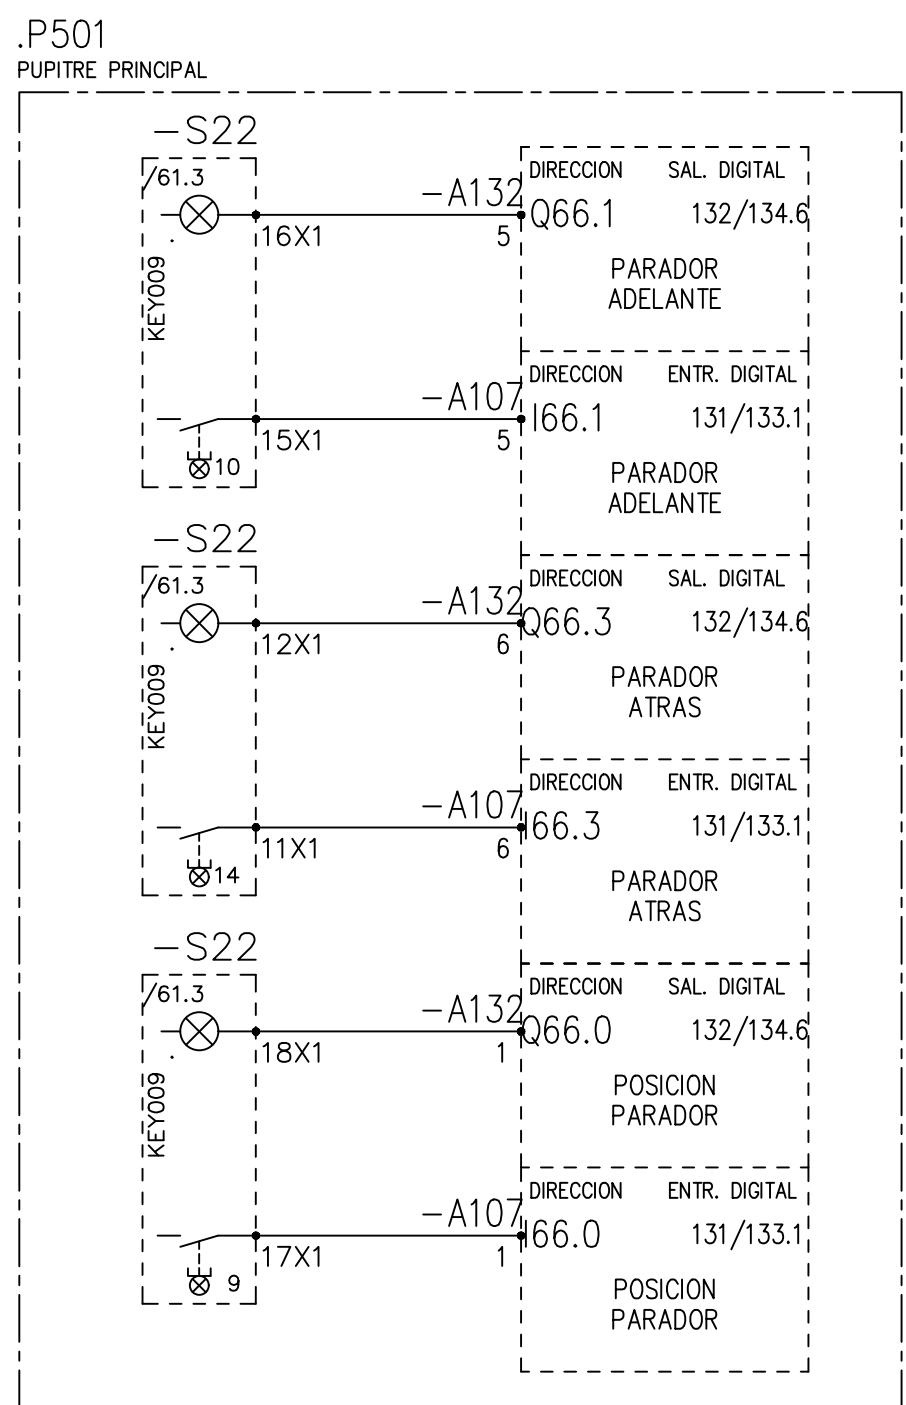 .P501
PUPITRE PRINCIPAL
-S22
/61.3
KEY009
16X1
-A132
5
DIRECCION SAL. DIGITAL
Q66.1 132/134.6
PARADOR
ADELANTE
15X1
10
-A107
5
DIRECCION ENTR. DIGITAL
I66.1 131/133.1
PARADOR
ADELANTE
-S22
/61.3
KEY009
12X1
-A132
6
DIRECCION SAL. DIGITAL
Q66.3 132/134.6
PARADOR
ATRAS
11X1
14
-A107
6
DIRECCION ENTR. DIGITAL
I66.3 131/133.1
PARADOR
ATRAS
-S22
/61.3
KEY009
18X1
-A132
1
DIRECCION SAL. DIGITAL
Q66.0 132/134.6
POSICION
PARADOR
17X1
9
-A107
1
DIRECCION ENTR. DIGITAL
I66.0 131/133.1
POSICION
PARADOR